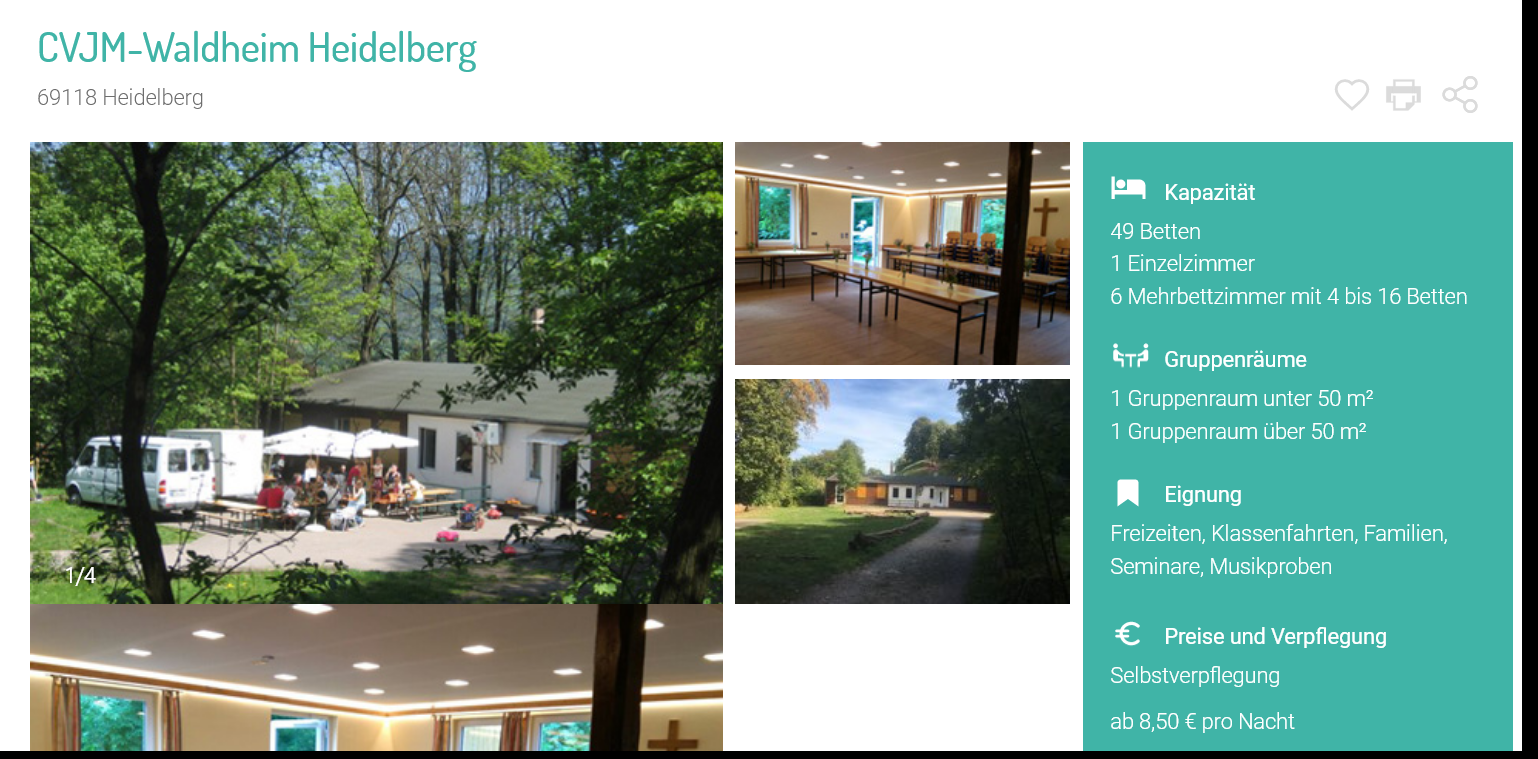 CVJM-Waldheim Heidelberg
69118 Heidelberg
1/4
Kapazität
49 Betten
1 Einzelzimmer
6 Mehrbettzimmer mit 4 bis 16 Betten
Gruppenräume
1 Gruppenraum unter 50 m²
1 Gruppenraum über 50 m²
Eignung
Freizeiten, Klassenfahrten, Familien,
Seminare, Musikproben
Preise und Verpflegung
Selbstverpflegung
ab 8,50 € pro Nacht